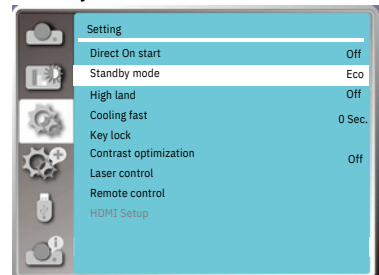 Setting
Direct On start Off
Standby mode Eco
High land Off
Cooling fast 0 Sec.
Key lock
Contrast optimization Off
Laser control
Remote control
HDMI Setup